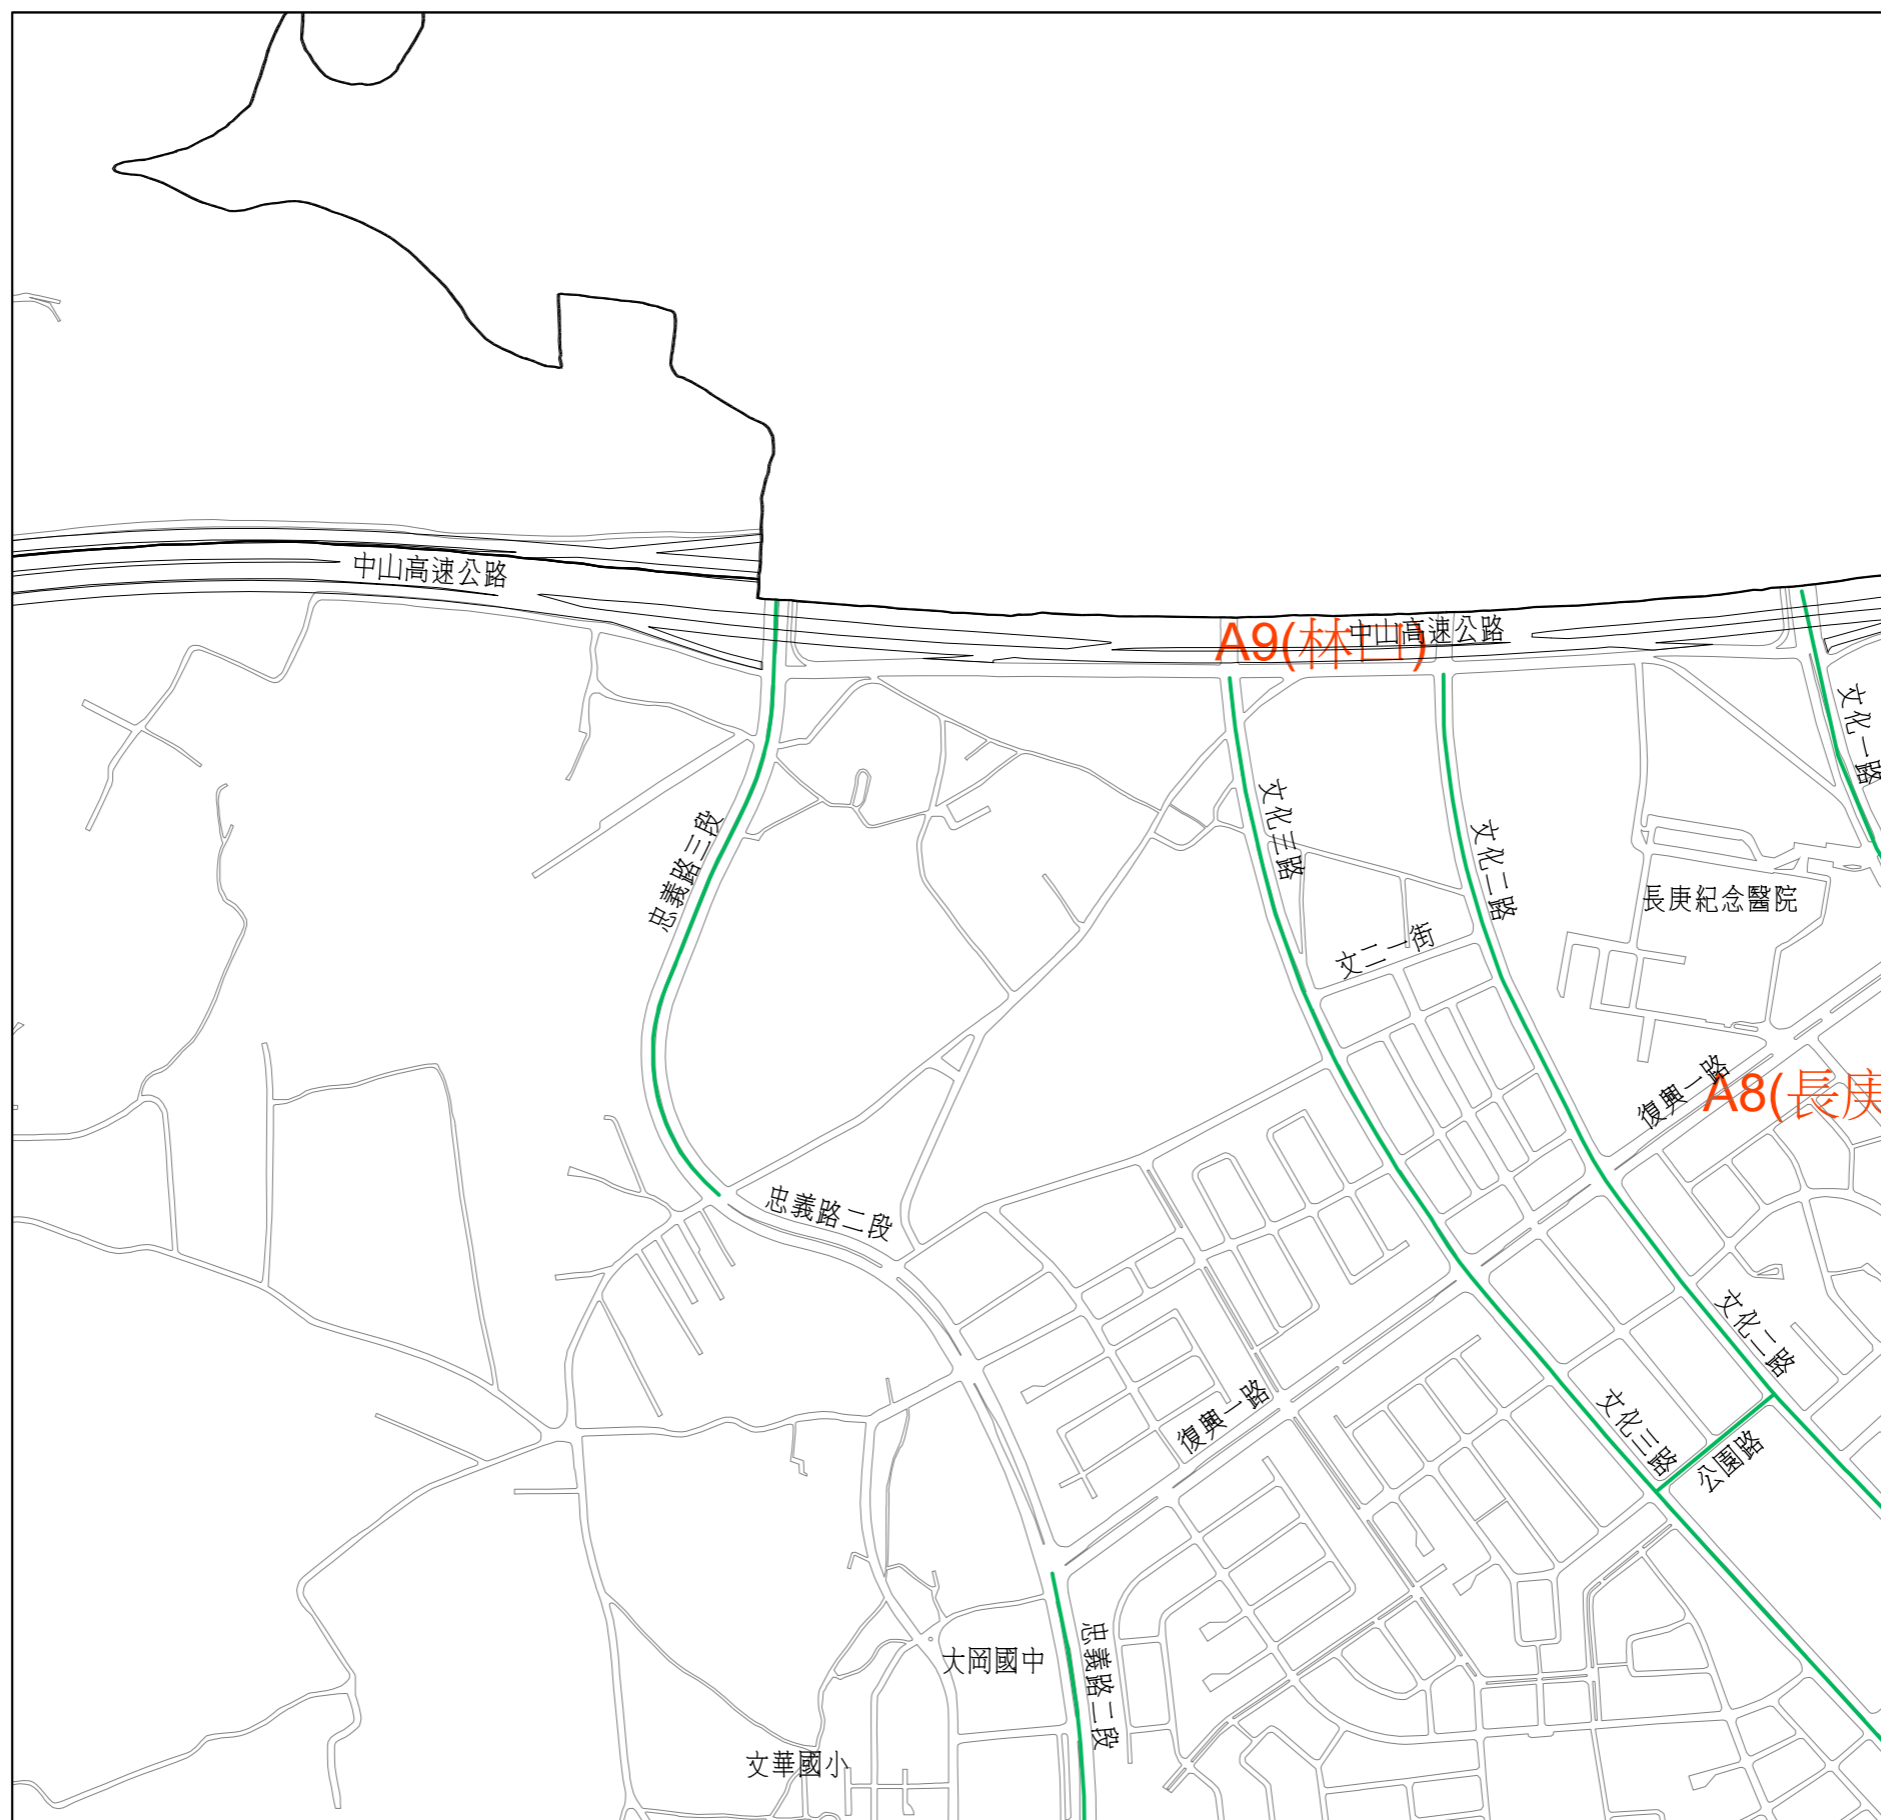 中山高速公路
A9(林口)
中山高速公路
文化一路
文化三路
文化二路
忠義路三段
長庚紀念醫院
文二一街
復興一路
A8(長庚
忠義路二段
文化二路
復興一路
文化三路
公園路
大岡國中
忠義路二段
文華國小